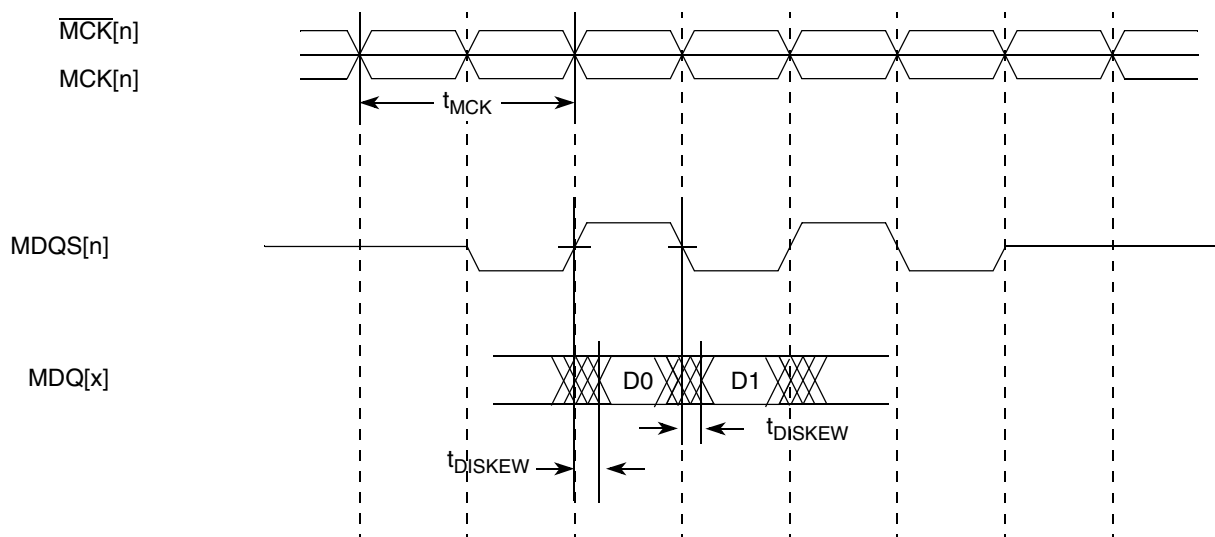 MCK[n]
MCK[n]
tMCK
MDQS[n]
MDQ[x]
D0
D1
tDISKEW
tDISKEW